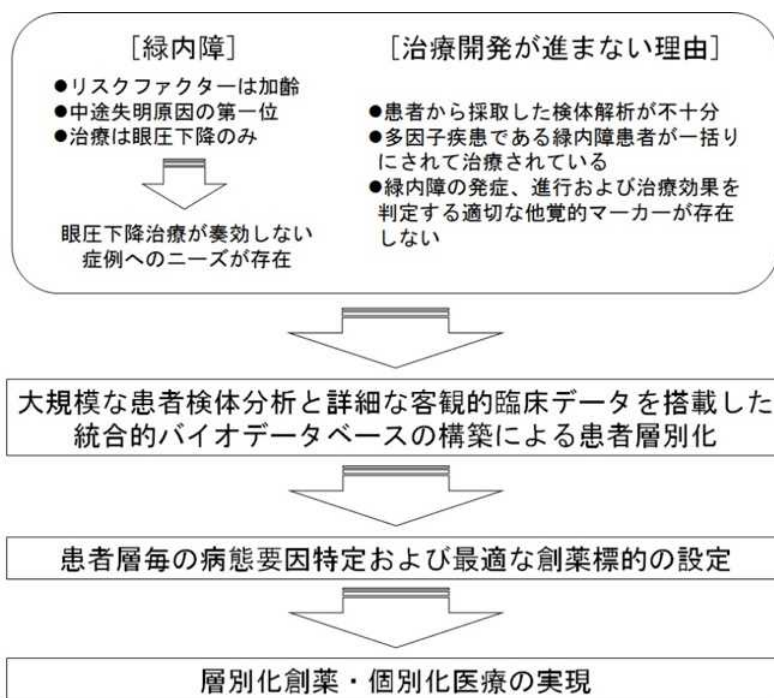 [緑内障]
●リスクファクターは加齢
●中途失明原因の第一位
●治療は眼圧下降のみ
眼圧下降治療が奏効しない
症例へのニーズが存在
[治療開発が進まない理由]
●患者から採取した検体解析が不十分
●多因子疾患である緑内障患者が一括り
にされて治療されている
●緑内障の発症、進行および治療効果を
判定する適切な他覚的マーカーが存在
しない
大規模な患者検体分析と詳細な客観的臨床データを搭載した
統合的バイオデータベースの構築による患者層別化
患者層毎の病態要因特定および最適な創薬標的の設定
層別化創薬・個別化医療の実現